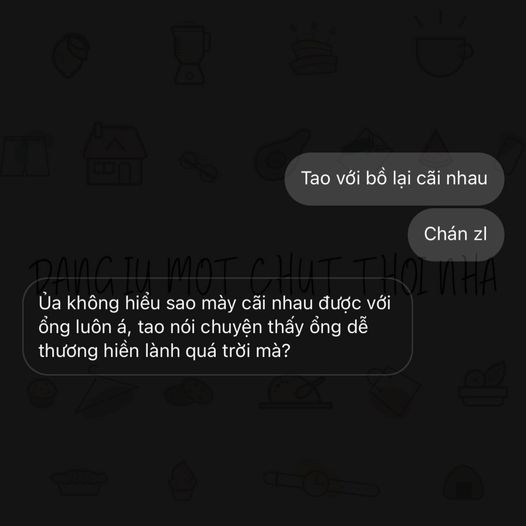 Tao với bồ lại cãi nhau
Chán zl
DANG IU MOT CHUT THOI NHA
Ủa không hiểu sao mày cãi nhau được với
ổng luôn á, tao nói chuyện thấy ổng dễ
thương hiền lành quá trời mà?